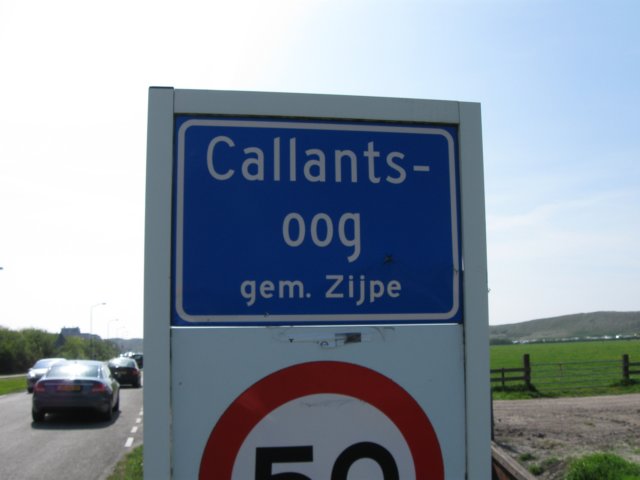 Callants-
oog
gem. Zijpe
50